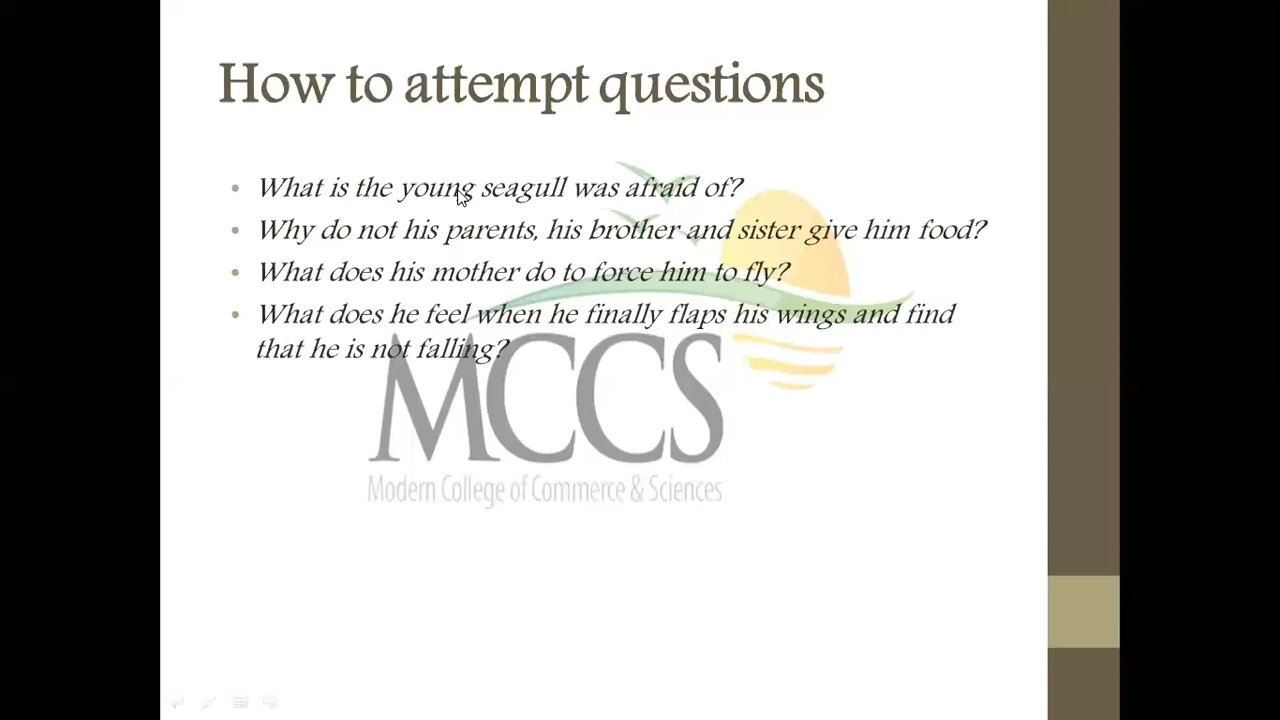 How to attempt questions
• What is the young seagull was afraid of?
• Why do not his parents, his brother and sister give him food?
• What does his mother do to force him to fly?
• What does he feel when he finally flaps his wings and find
that he is not falling?
MCCS
Modern College of Commerce & Sciences